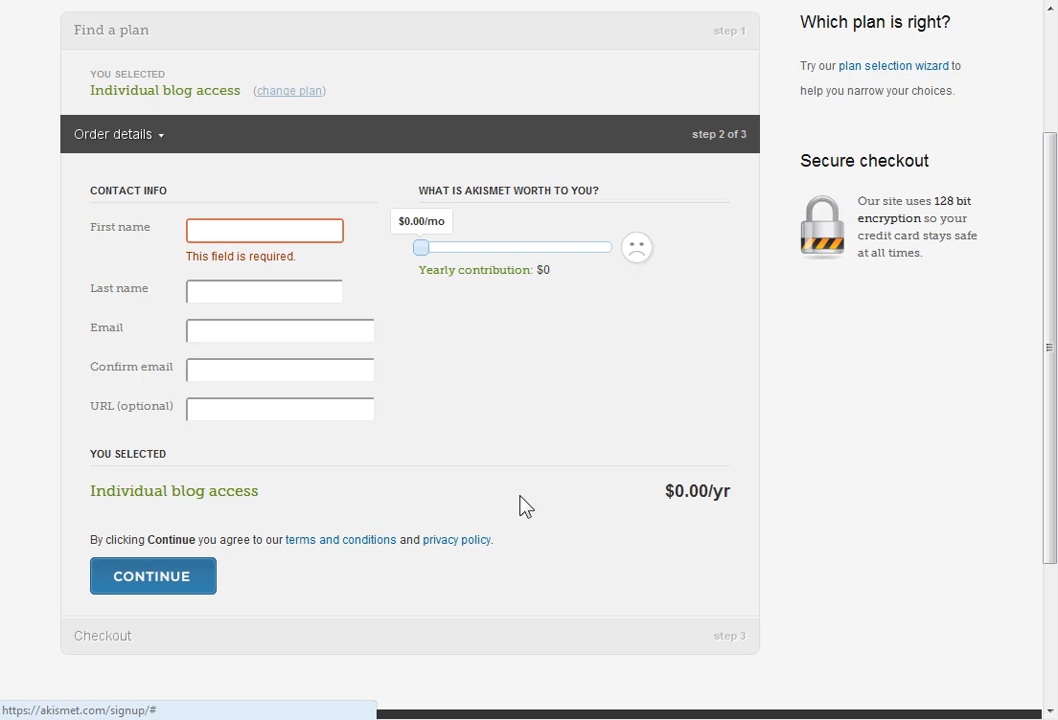 Find a plan
step 1
YOU SELECTED
Individual blog access (change plan)
Order details
step 2 of 3
CONTACT INFO
First name
This field is required.
Last name
Email
Confirm email
URL (optional)
WHAT IS AKISMET WORTH TO YOU?
$0.00/mo
Yearly contribution: $0
YOU SELECTED
Individual blog access
$0.00/yr
By clicking Continue you agree to our terms and conditions and privacy policy.
CONTINUE
Checkout
step 3
Which plan is right?
Try our plan selection wizard to
help you narrow your choices.
Secure checkout
Our site uses 128 bit
encryption so your
credit card stays safe
at all times.
https://akismet.com/signup/#